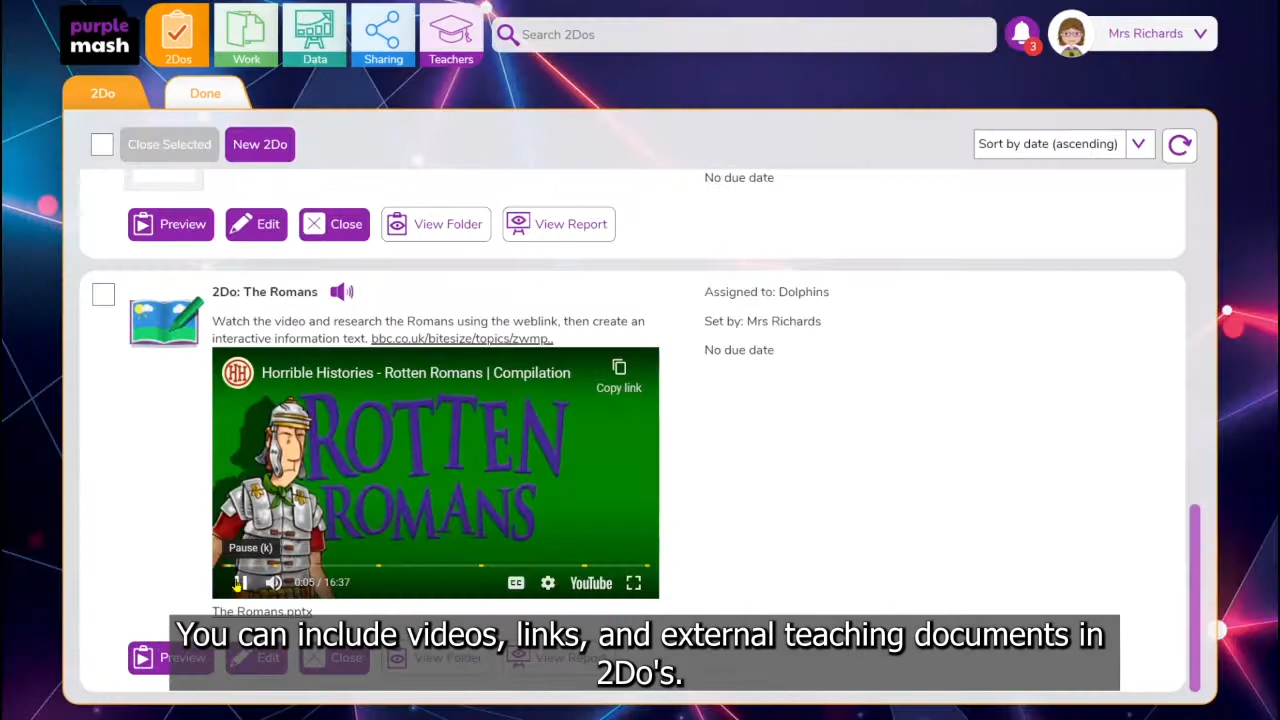 purple
mash
2Dos
Work
Data
Sharing
Teachers
Search 2Dos
3
Mrs Richards
2Do
Done
Close Selected
New 2Do
Sort by date (ascending)
No due date
Preview
Edit
Close
View Folder
View Report
2Do: The Romans
Assigned to: Dolphins
Watch the video and research the Romans using the weblink, then create an
Set by: Mrs Richards
interactive information text. bbc.co.uk/bitesize/topics/zwmp..
No due date
HH
Horrible Histories - Rotten Romans | Compilation
Copy link
ROTTEN
ROMANS
Pause (k)
0:05 / 16:37
CC
YouTube
The Romans.pptx
You can include videos, links, and external teaching documents in
2Do's.
Preview
Edit
Close
View Folder
View Report